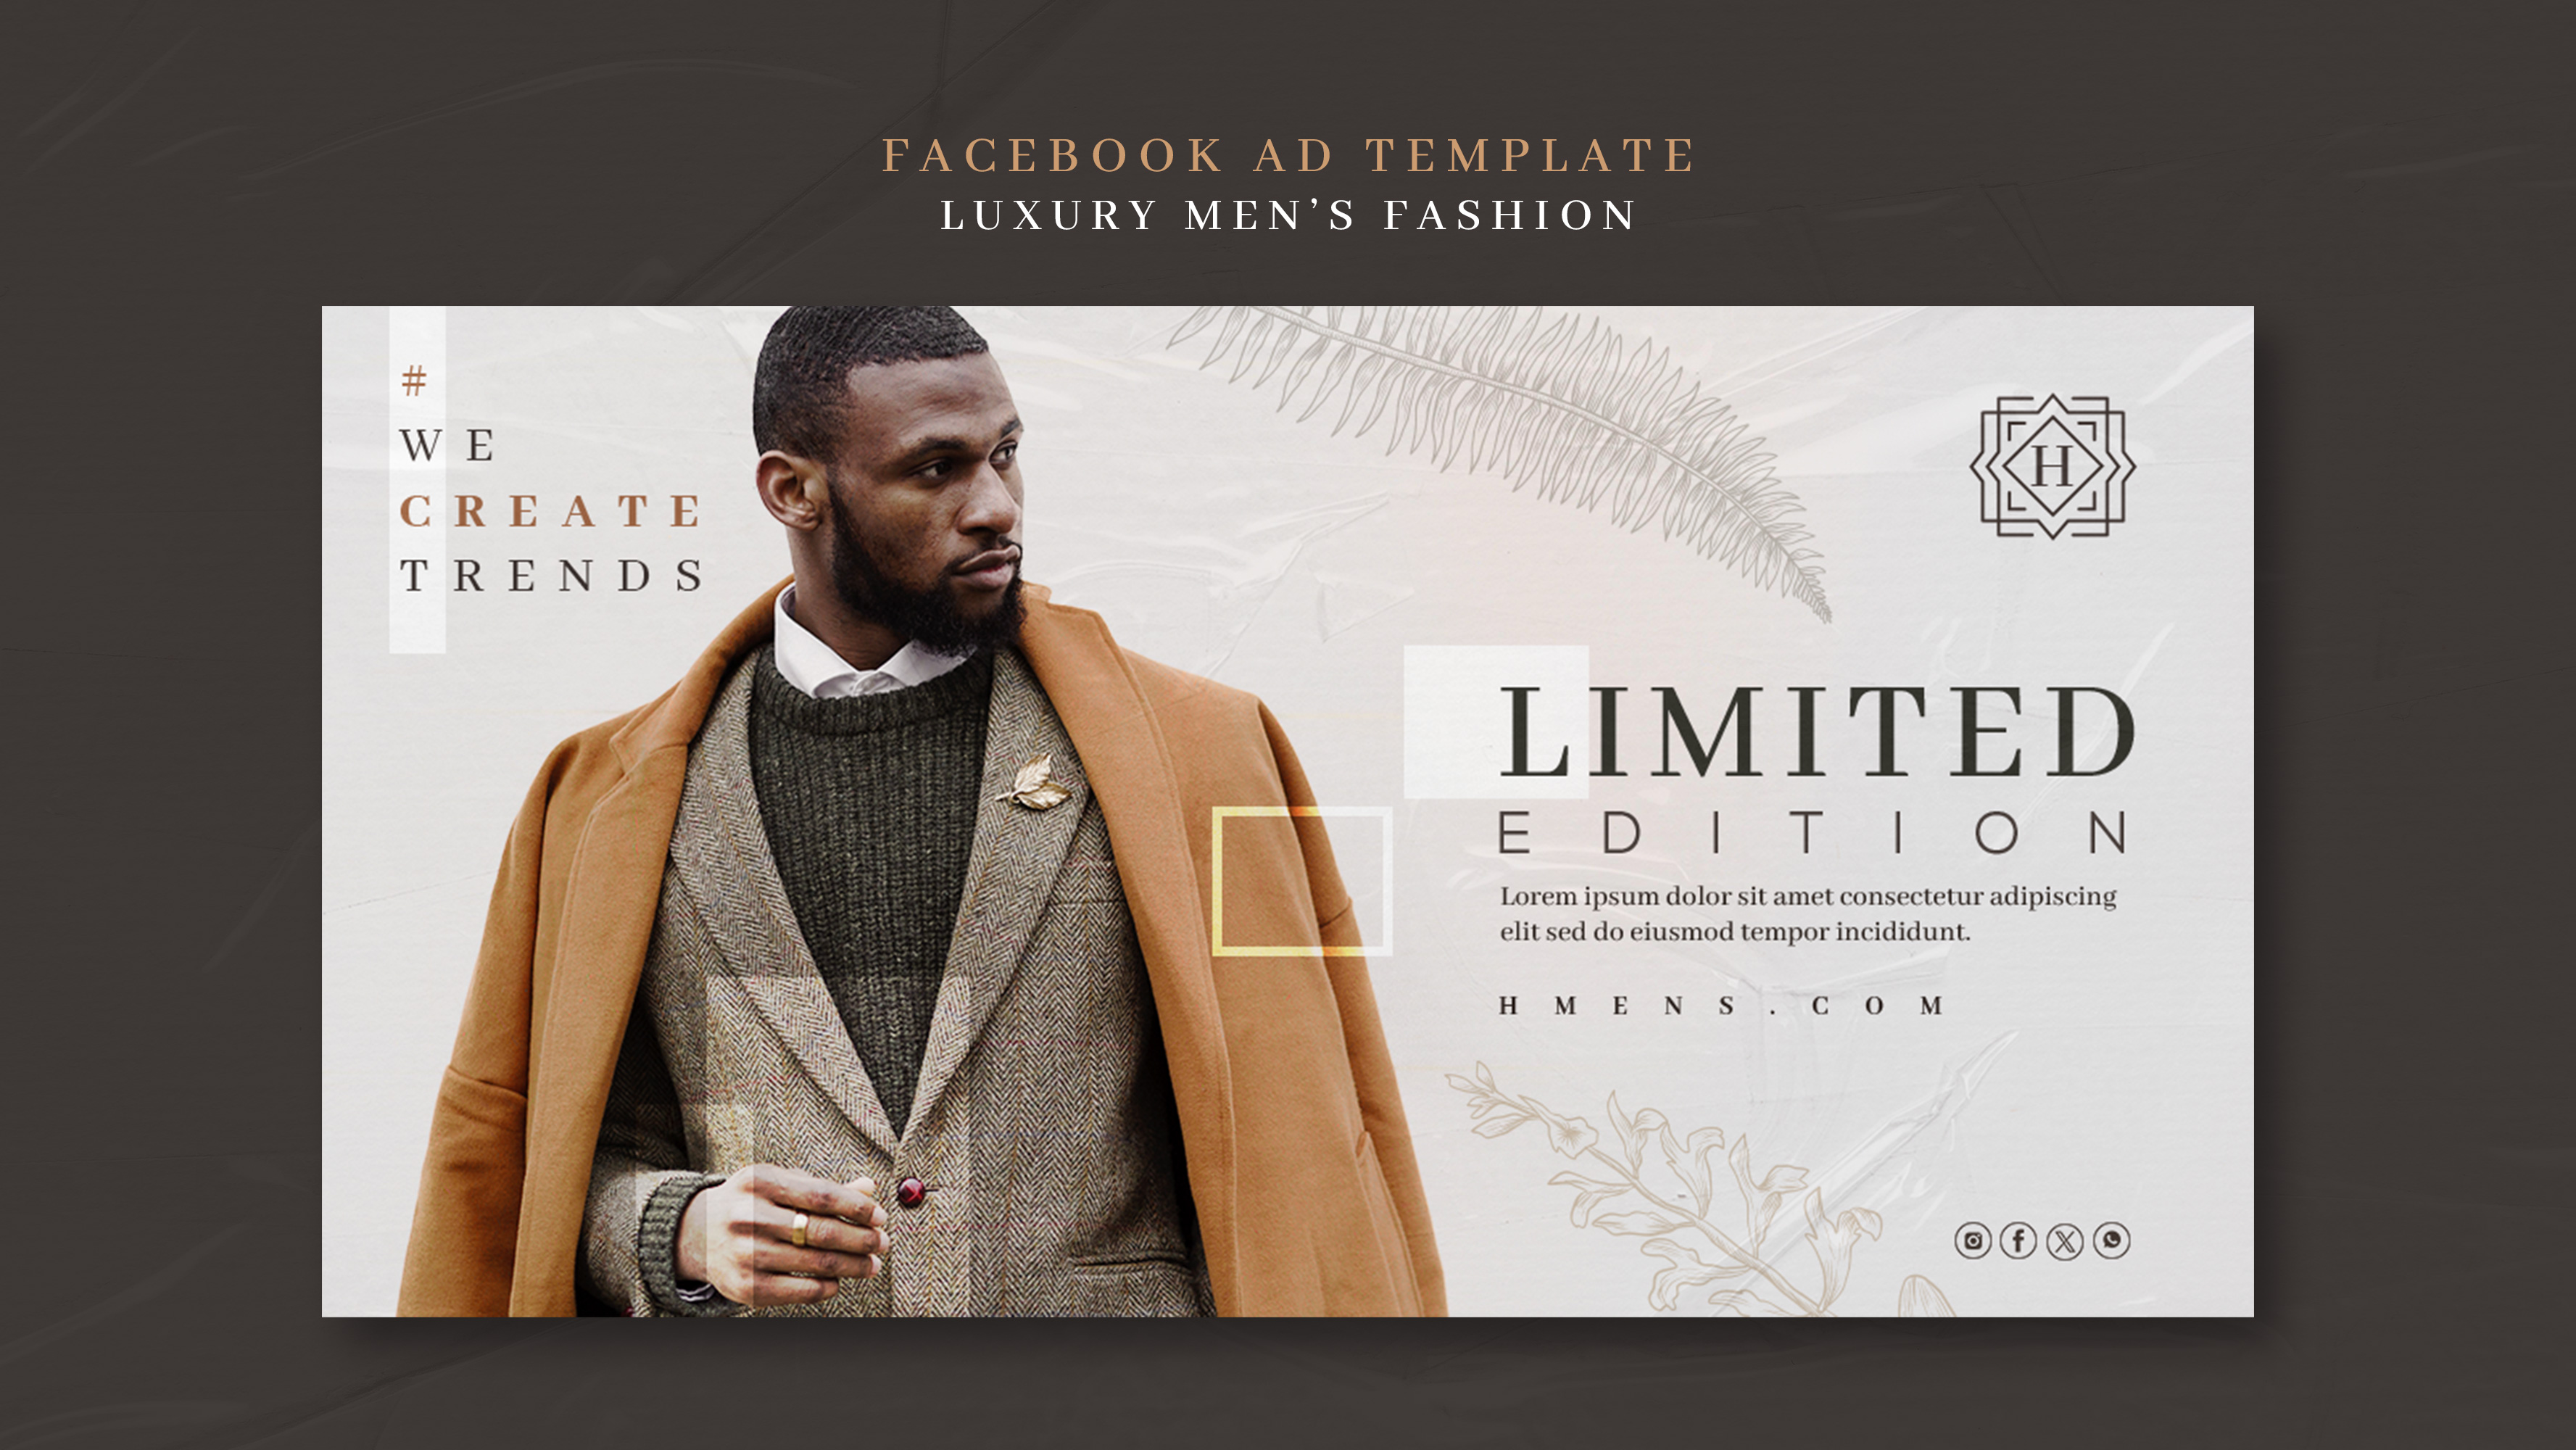 FACEBOOK AD TEMPLATE
LUXURY MEN’S FASHION
#
WE
CREATE
TRENDS
H
LIMITED
EDITION
Lorem ipsum dolor sit amet consectetur adipiscing
elit sed do eiusmod tempor incididunt.
HMENS.COM